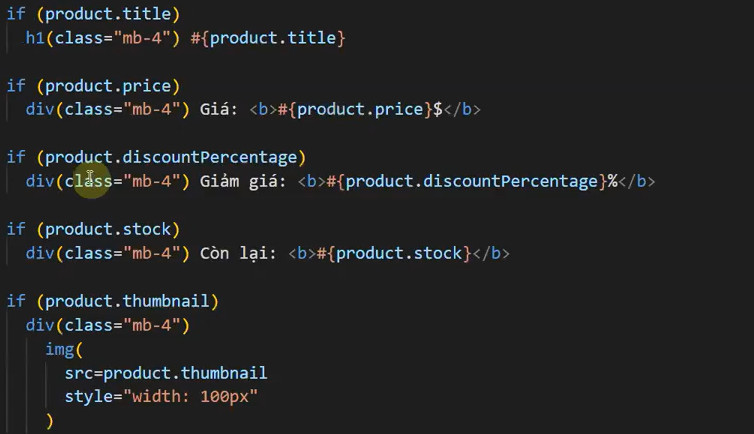 if (product.title)
  h1(class="mb-4") #{product.title}
if (product.price)
  div(class="mb-4") Giá: <b>#{product.price}$</b>
if (product.discountPercentage)
  div(class="mb-4") Giảm giá: <b>#{product.discountPercentage}%</b>
if (product.stock)
  div(class="mb-4") Còn lại: <b>#{product.stock}</b>
if (product.thumbnail)
  div(class="mb-4")
    img(
      src=product.thumbnail
      style="width: 100px"
    )